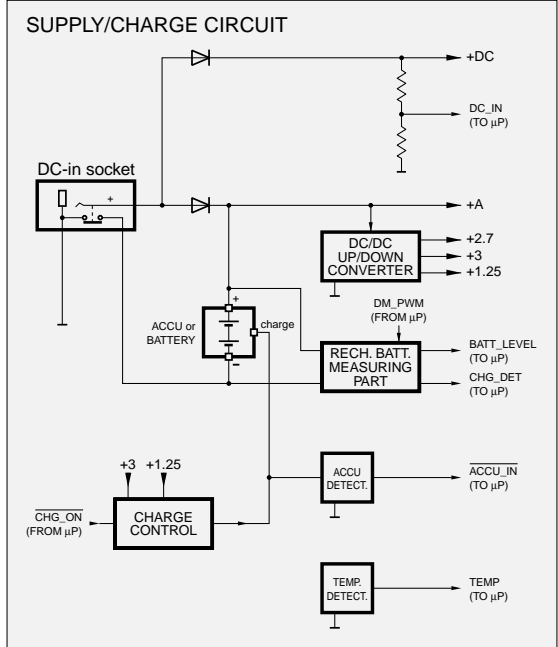 SUPPLY/CHARGE CIRCUIT
+DC
DC_IN
(TO µP)
DC-in socket
+
+A
DC/DC
UP/DOWN
CONVERTER
+2.7
+3
+1.25
DM_PWM
(FROM µP)
+
ACCU or
BATTERY
charge
–
RECH. BATT.
MEASURING
PART
BATT_LEVEL
(TO µP)
CHG_DET
(TO µP)
+3 +1.25
ACCU
DETECT.
ACCU_IN
(TO µP)
CHG_ON
(FROM µP)
CHARGE
CONTROL
TEMP.
DETECT.
TEMP
(TO µP)